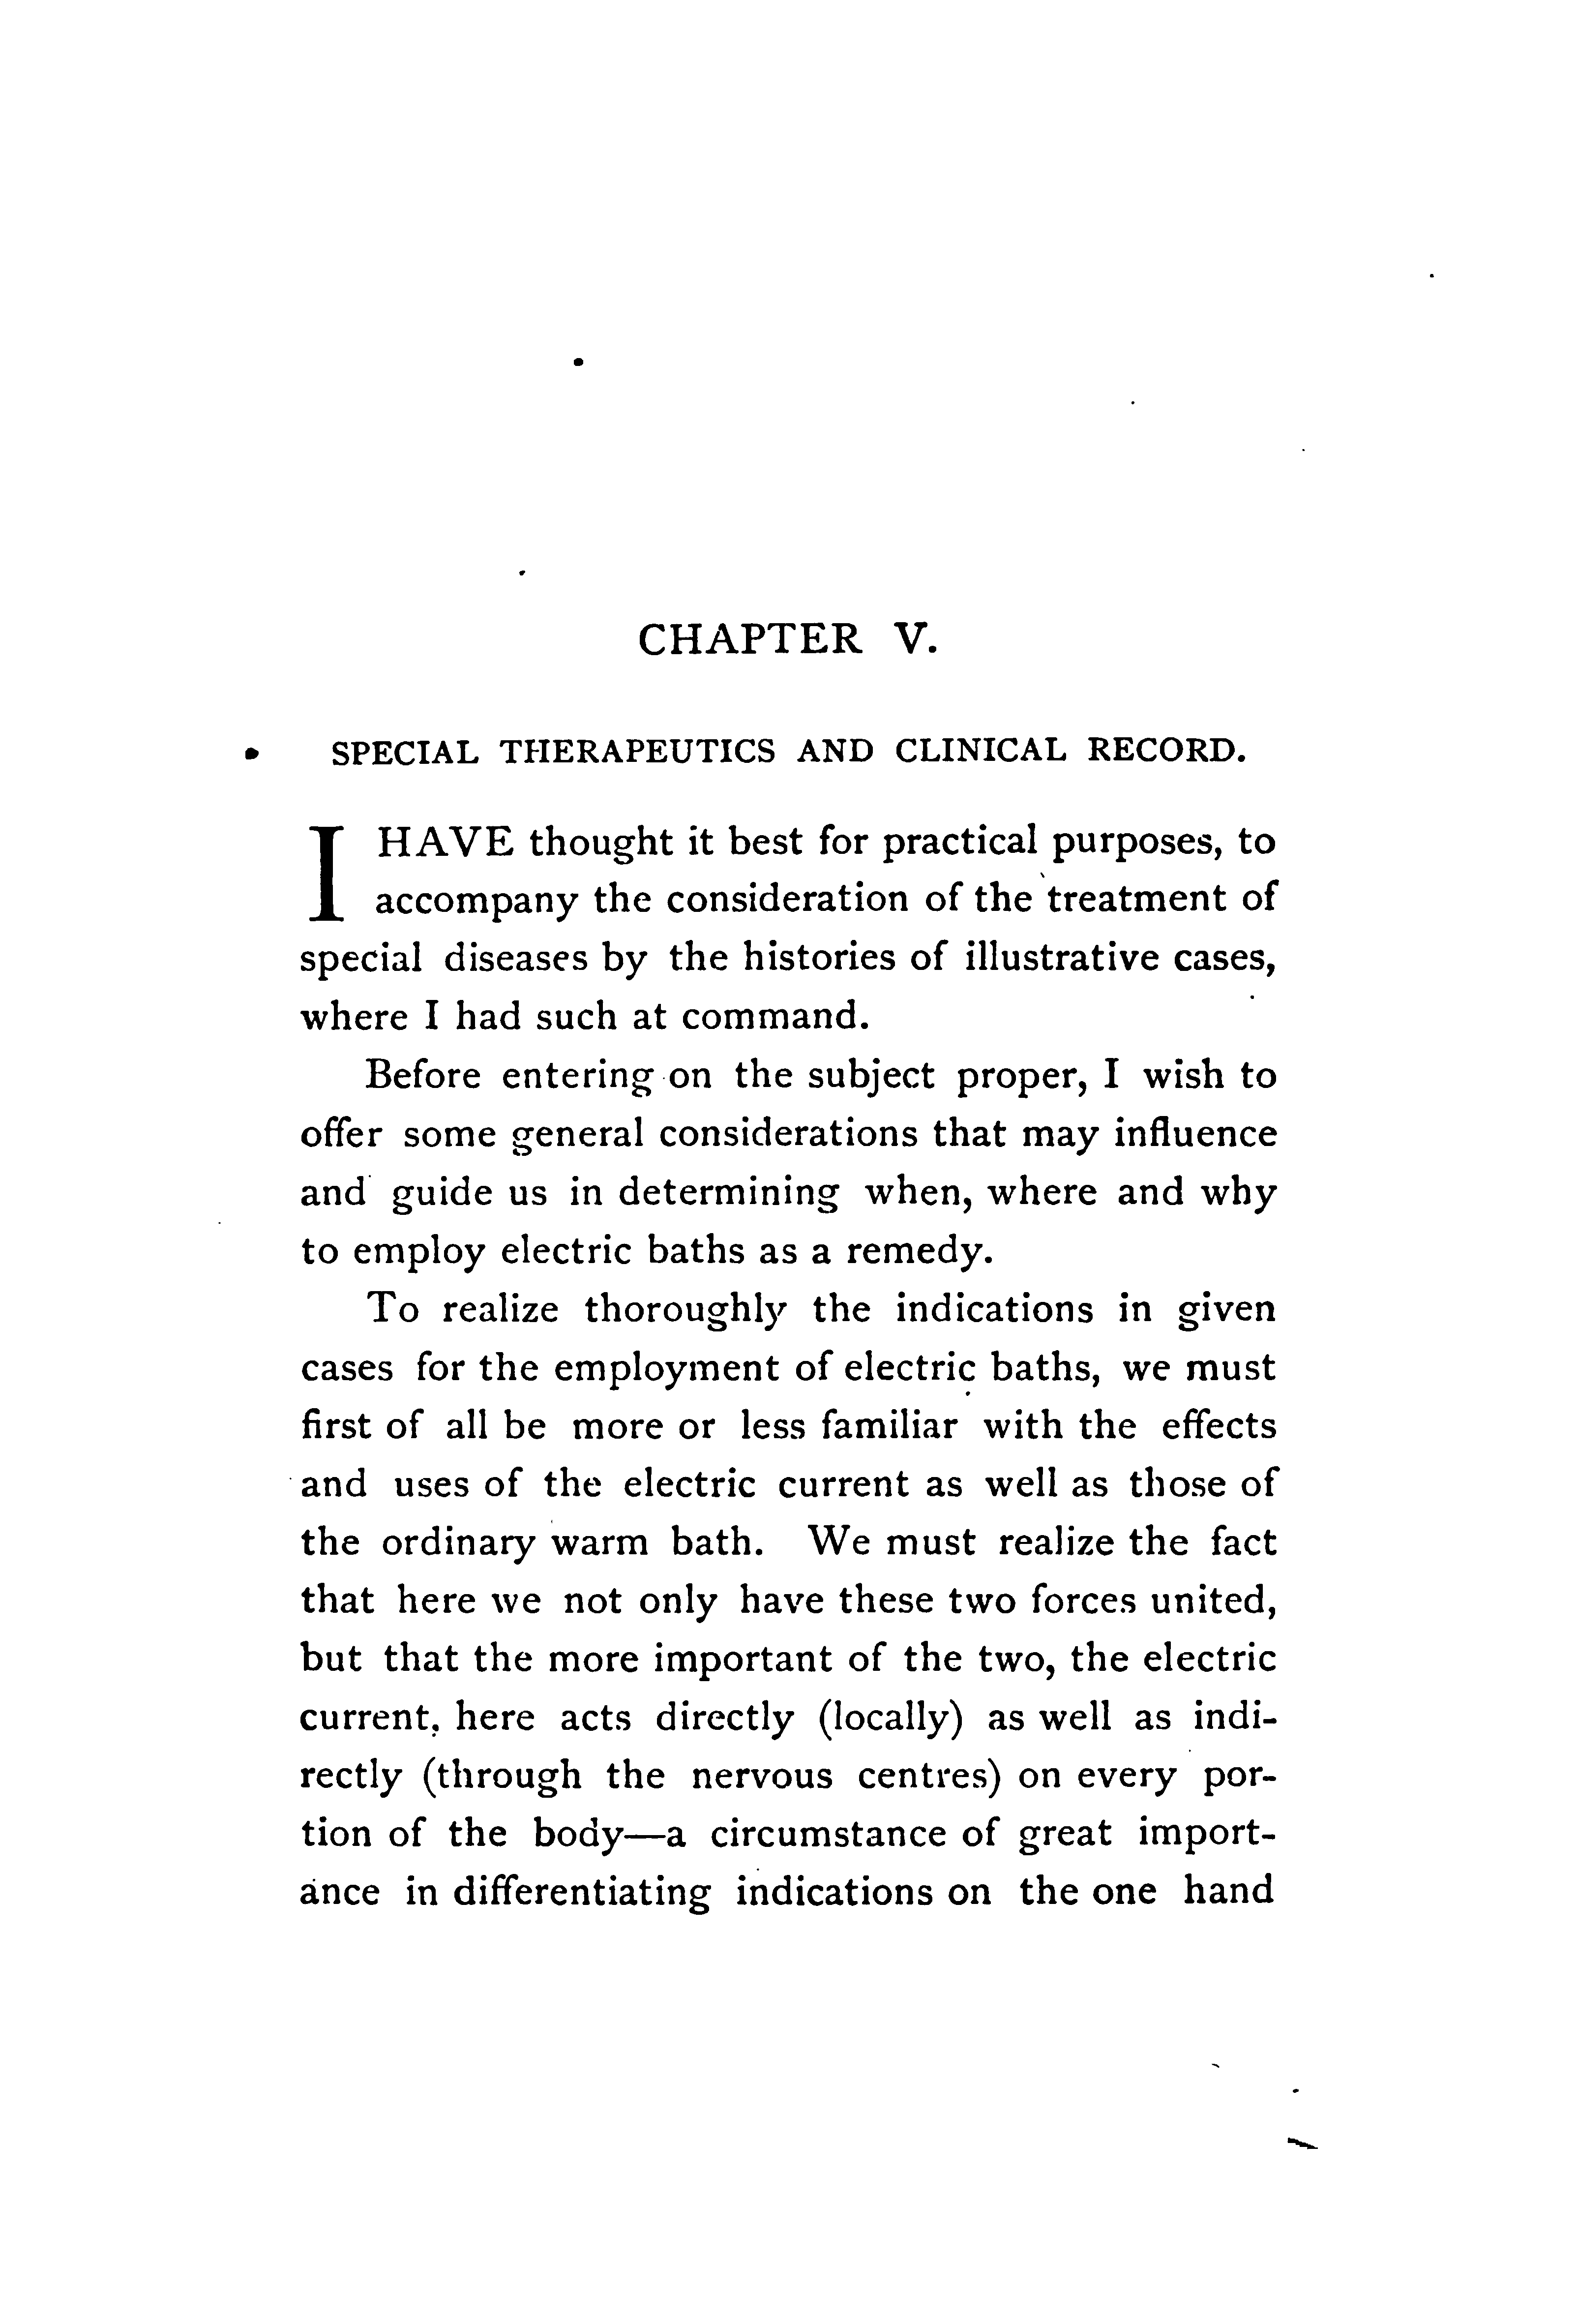 CHAPTER V.
SPECIAL THERAPEUTICS AND CLINICAL RECORD.
I HAVE thought it best for practical purposes, to
accompany the consideration of the treatment of
special diseases by the histories of illustrative cases,
where I had such at command.
Before entering on the subject proper, I wish to
offer some general considerations that may influence
and guide us in determining when, where and why
to employ electric baths as a remedy.
To realize thoroughly the indications in given
cases for the employment of electric baths, we must
first of all be more or less familiar with the effects
and uses of the electric current as well as those of
the ordinary warm bath. We must realize the fact
that here we not only have these two forces united,
but that the more important of the two, the electric
current, here acts directly (locally) as well as indi-
rectly (through the nervous centres) on every por-
tion of the body—a circumstance of great import-
ance in differentiating indications on the one hand